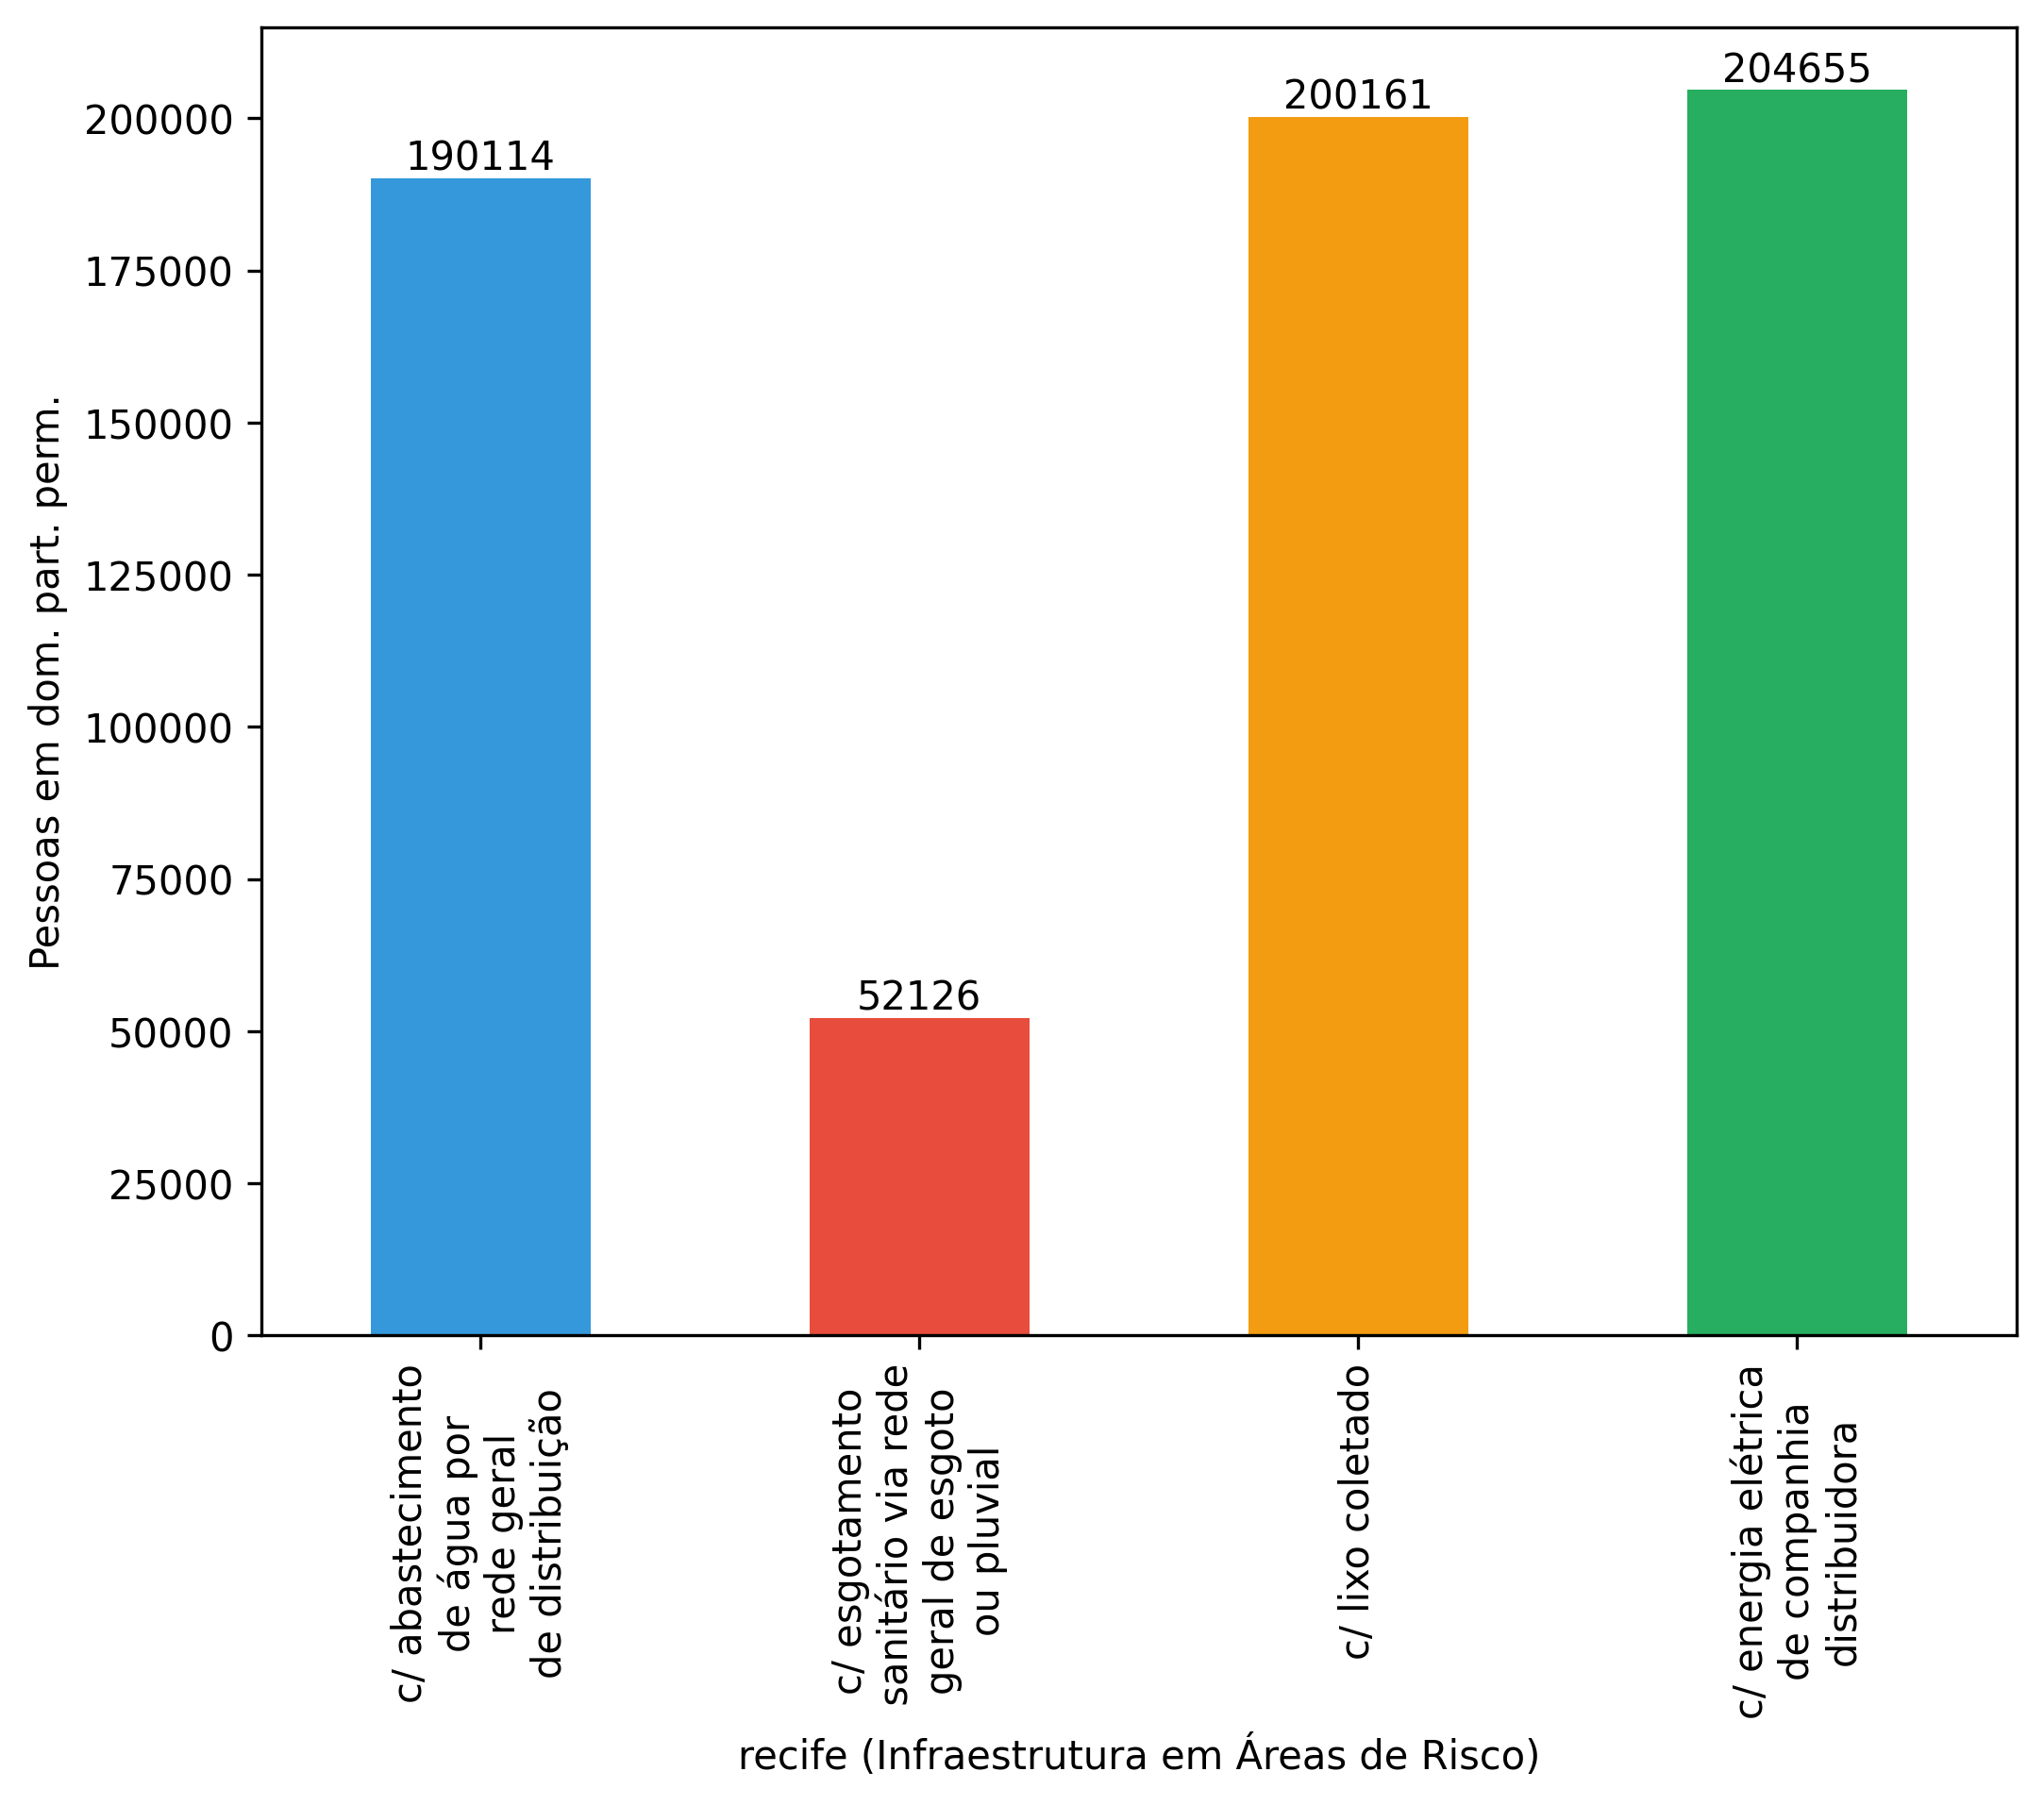 190114
52126
200161
204655
Pessoas em dom. part. perm.
200000
175000
150000
125000
100000
75000
50000
25000
0
c/ abastecimento
de água por
rede geral
de distribuição
c/ esgotamento
sanitário via rede
geral de esgoto
ou pluvial
c/ lixo coletado
c/ energia elétrica
de companhia
distribuidora
recife (Infraestrutura em Áreas de Risco)